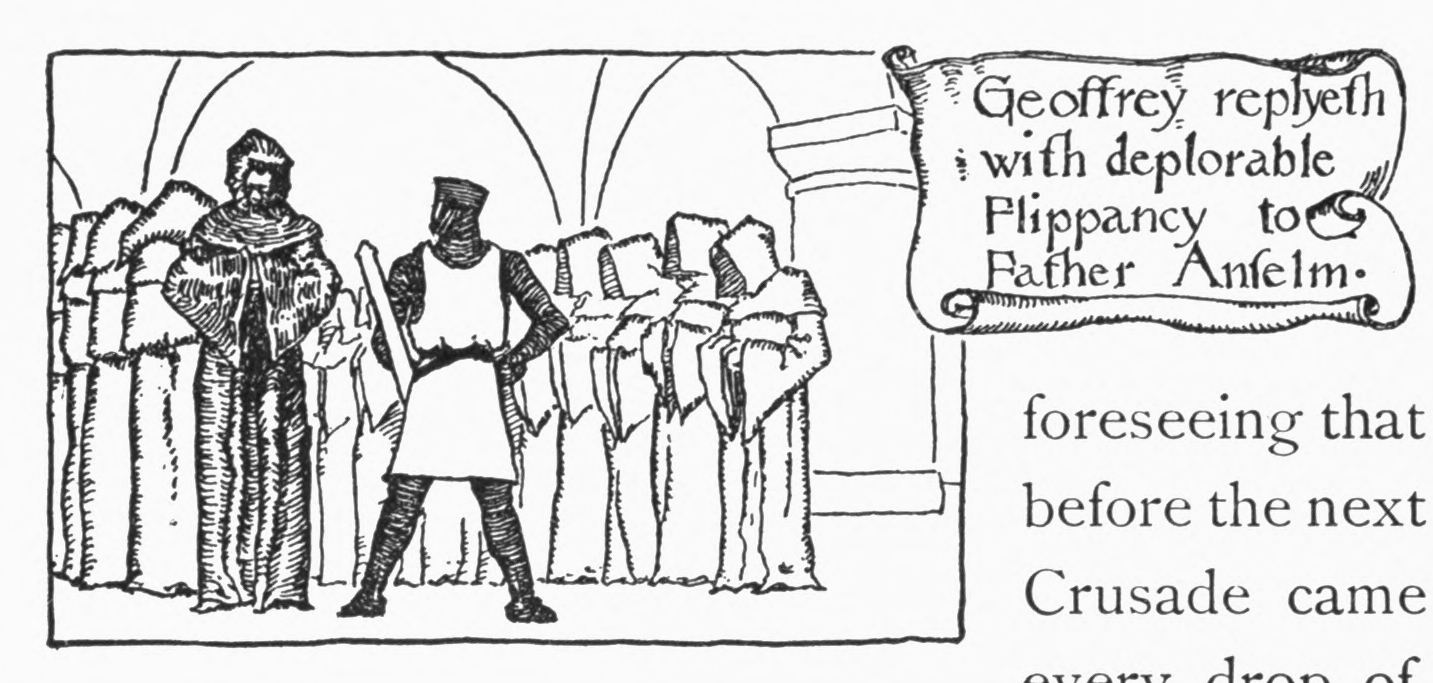 Geoffrey replyeth
with deplorable
Flippancy to
Father Anſelm.
foreseeing that
before the next
Crusade came
every drop of